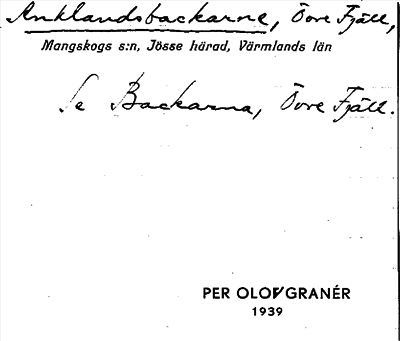 Anklandsbackarne, Övre Fjäll,
Mangskogs s:n, Jösse härad, Värmlands län
Se Backarna, Övre Fjäll.
PER OLOV GRANÉR
1939